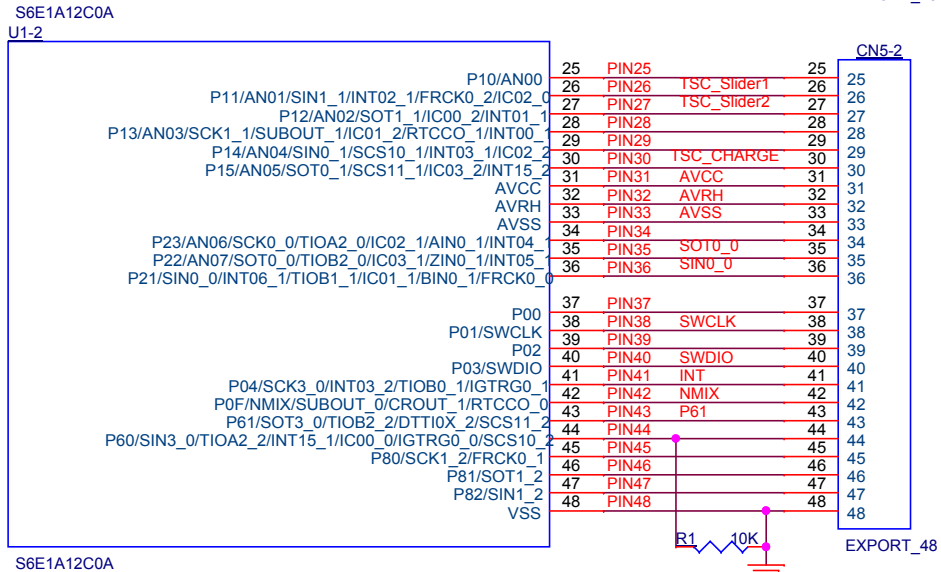 S6E1A12C0A
U1-2
CN5-2
P10/AN00 25 PIN25 25 25
P11/AN01/SIN1_1/INT02_1/FRCK0_2/IC02_0 26 PIN26 TSC_Slider1 26 26
P12/AN02/SOT1_1/IC00_2/INT01_1 27 PIN27 TSC_Slider2 27 27
P13/AN03/SCK1_1/SUBOUT_1/IC01_2/RTCCO_1/INT00_1 28 PIN28 28 28
P14/AN04/SIN0_1/SCS10_1/INT03_1/IC02_2 29 PIN29 29 29
P15/AN05/SOT0_1/SCS11_1/IC03_2/INT15_2 30 PIN30 TSC_CHARGE 30 30
AVCC 31 PIN31 AVCC 31 31
AVRH 32 PIN32 AVRH 32 32
AVSS 33 PIN33 AVSS 33 33
P23/AN06/SCK0_0/TIOA2_0/IC02_1/AIN0_1/INT04_1 34 PIN34 34 34
P22/AN07/SOT0_0/TIOB2_0/IC03_1/ZIN0_1/INT05_1 35 PIN35 SOT0_0 35 35
P21/SIN0_0/INT06_1/TIOB1_1/IC01_1/BIN0_1/FRCK0_0 36 PIN36 SIN0_0 36 36
P00 37 PIN37 37 37
P01/SWCLK 38 PIN38 SWCLK 38 38
P02 39 PIN39 39 39
P03/SWDIO 40 PIN40 SWDIO 40 40
P04/SCK3_0/INT03_2/TIOB0_1/IGTRG0_1 41 PIN41 INT 41 41
P0F/NMIX/SUBOUT_0/CROUT_1/RTCCO_0 42 PIN42 NMIX 42 42
P61/SOT3_0/TIOB2_2/DTTI0X_2/SCS11_2 43 PIN43 P61 43 43
P60/SIN3_0/TIOA2_2/INT15_1/IC00_0/IGTRG0_0/SCS10_2 44 PIN44 44 44
P80/SCK1_2/FRCK0_1 45 PIN45 45 45
P81/SOT1_2 46 PIN46 46 46
P82/SIN1_2 47 PIN47 47 47
VSS 48 PIN48 48 48
R1 10K
EXPORT_48
S6E1A12C0A